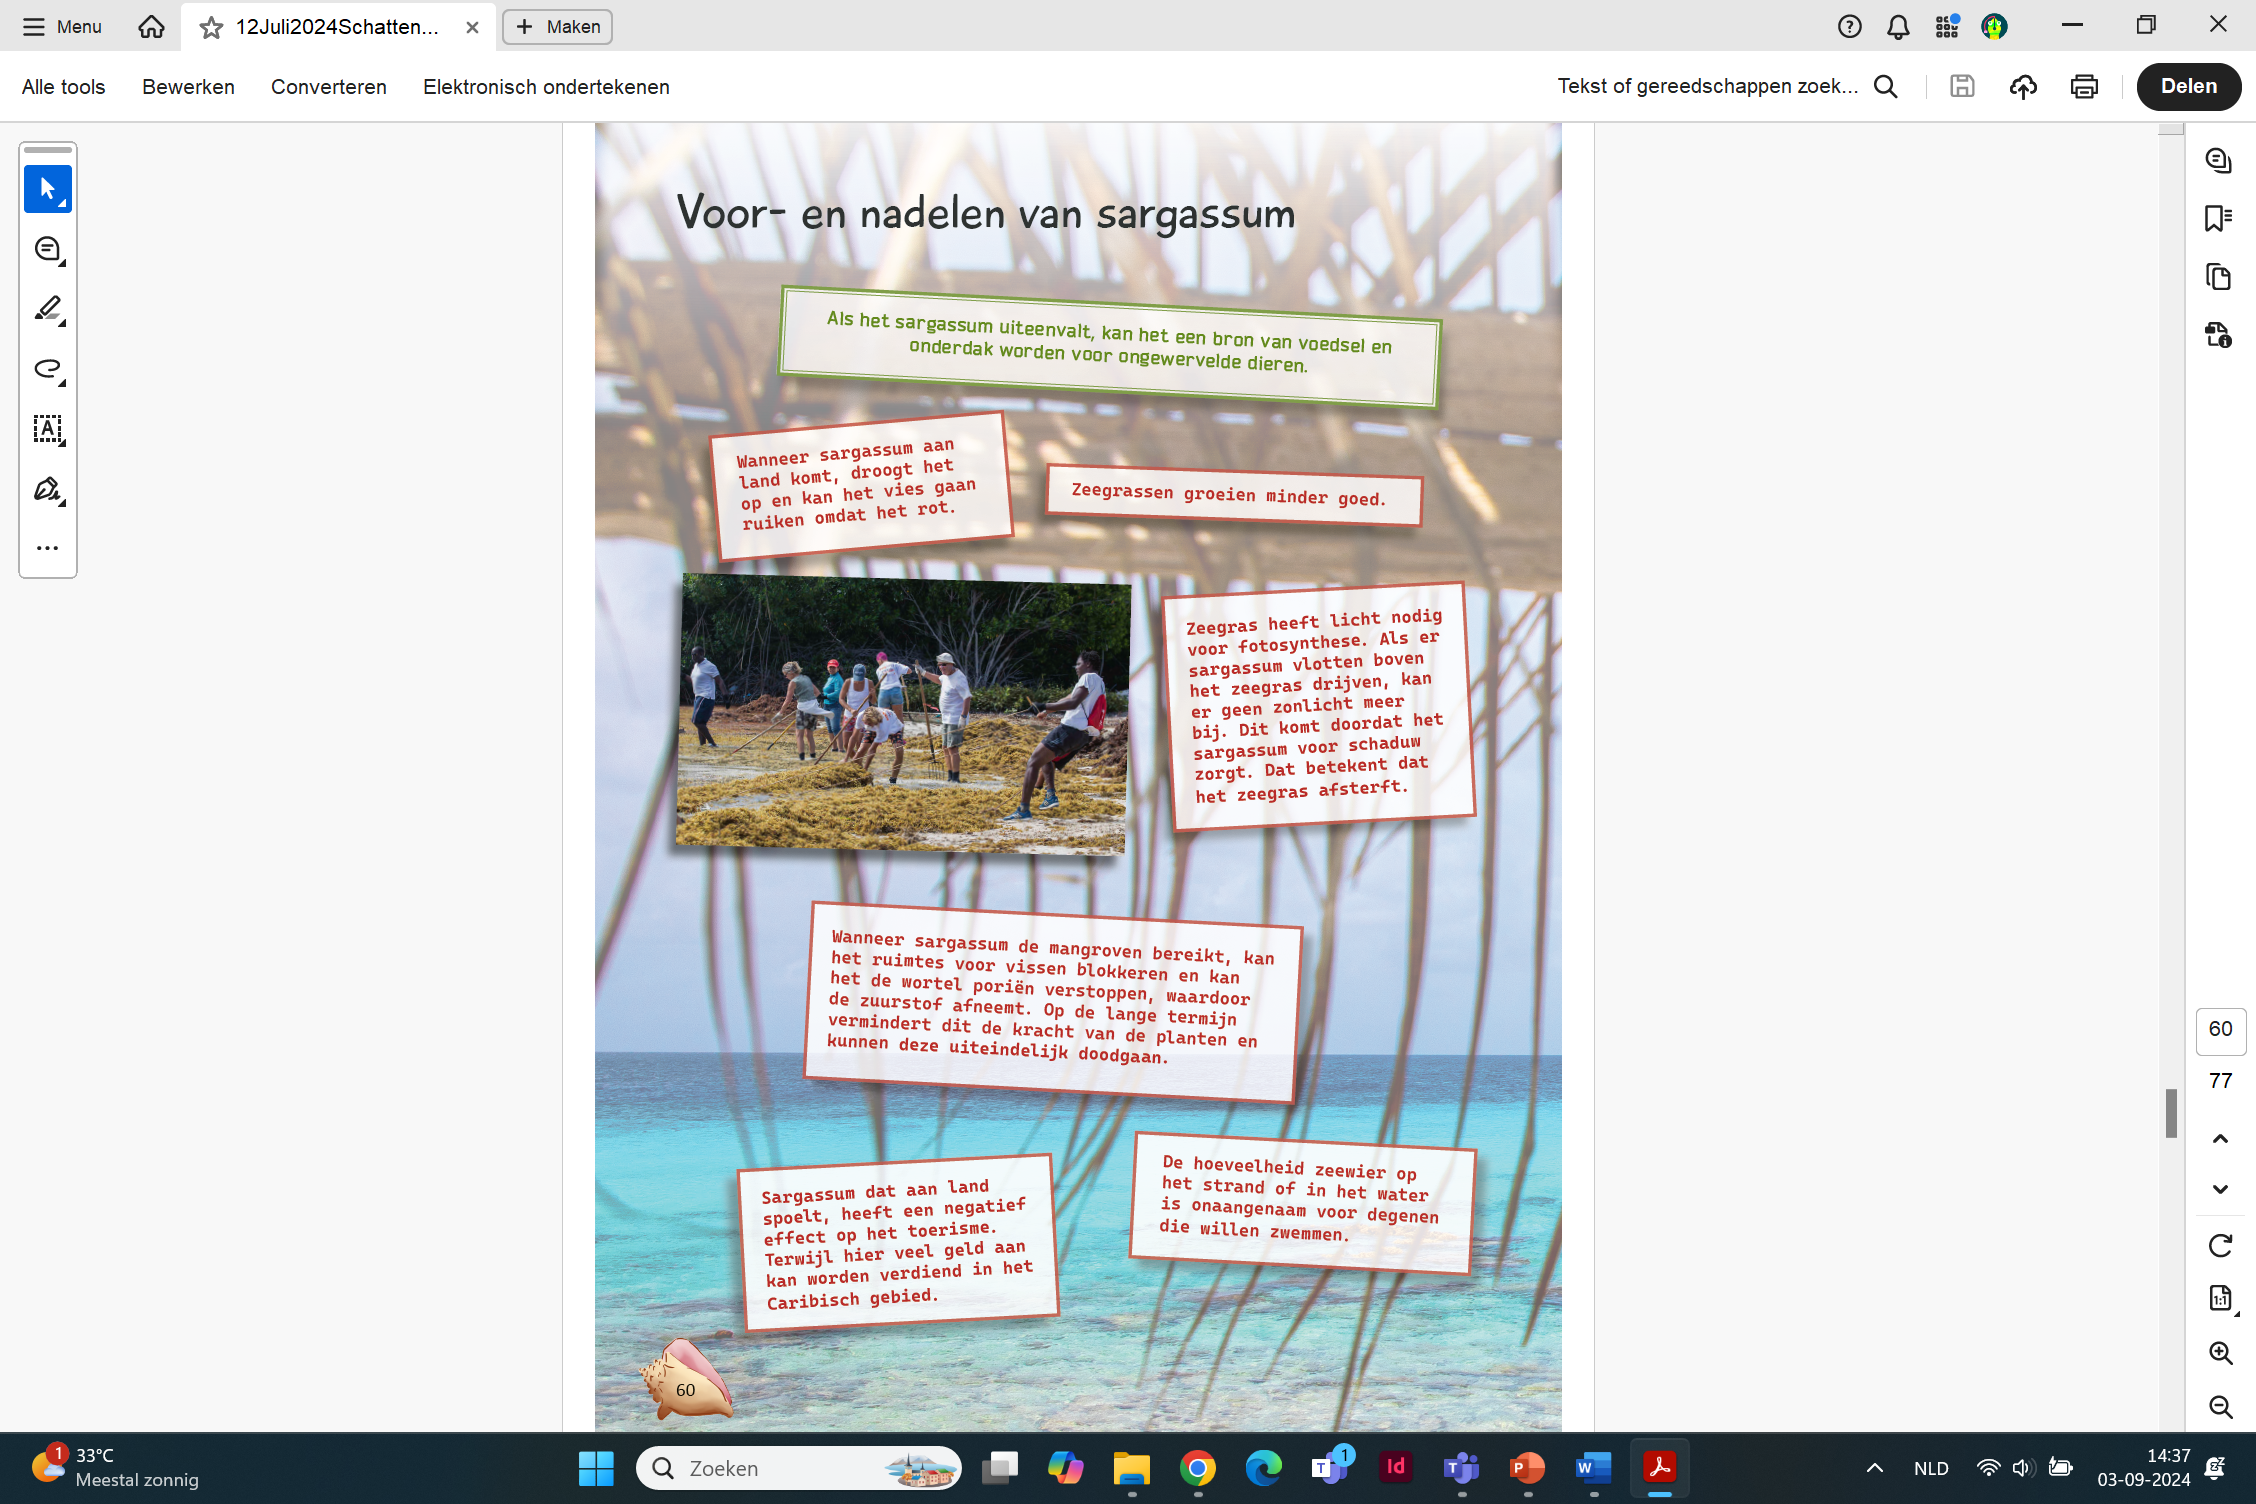 Menu
12Juli2024Schatten...
Maken
Alle tools
Bewerken
Converteren
Elektronisch ondertekenen
Tekst of gereedschappen zoek...
Delen
Voor- en nadelen van sargassum
Als het sargassum uiteenvalt, kan het een bron van voedsel en
onderdak worden voor ongewervelde dieren.
Wanneer sargassum aan
land komt, droogt het
op en kan het vies gaan
ruiken omdat het rot.
Zeegrassen groeien minder goed.
Zeegras heeft licht nodig
voor fotosynthese. Als er
sargassum vlotten boven
het zeegras drijven, kan
er geen zonlicht meer
bij. Dit komt doordat het
sargassum voor schaduw
zorgt. Dat betekent dat
het zeegras afsterft.
Wanneer sargassum de mangroven bereikt, kan
het ruimtes voor vissen blokkeren en kan
het de wortel poriën verstoppen, waardoor
de zuurstof afneemt. Op de lange termijn
vermindert dit de kracht van de planten en
kunnen deze uiteindelijk doodgaan.
Sargassum dat aan land
spoelt, heeft een negatief
effect op het toerisme.
Terwijl hier veel geld aan
kan worden verdiend in het
Caribisch gebied.
De hoeveelheid zeewier op
het strand of in het water
is onaangenaam voor degenen
die willen zwemmen.
60
60
77
1:1
1
33°C
Meestal zonnig
Zoeken
1
NLD
14:37
03-09-2024